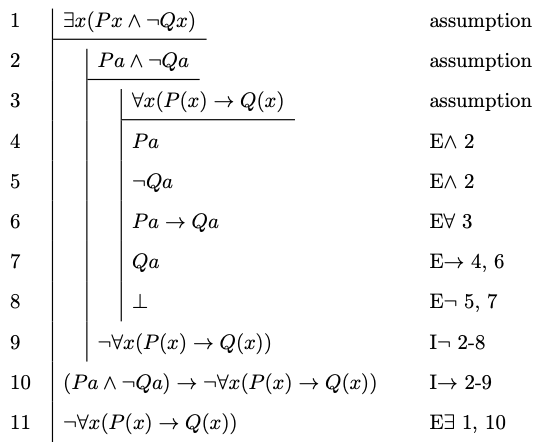 1 ∃x(Px ∧ ¬Qx) assumption
2 Pa ∧ ¬Qa assumption
3 ∀x(P(x) → Q(x) assumption
4 Pa E∧ 2
5 ¬Qa E∧ 2
6 Pa → Qa E∀ 3
7 Qa E→ 4, 6
8 ⊥ E¬ 5, 7
9 ¬∀x(P(x) → Q(x)) I¬ 2-8
10 (Pa ∧ ¬Qa) → ¬∀x(P(x) → Q(x)) I→ 2-9
11 ¬∀x(P(x) → Q(x)) E∃ 1, 10